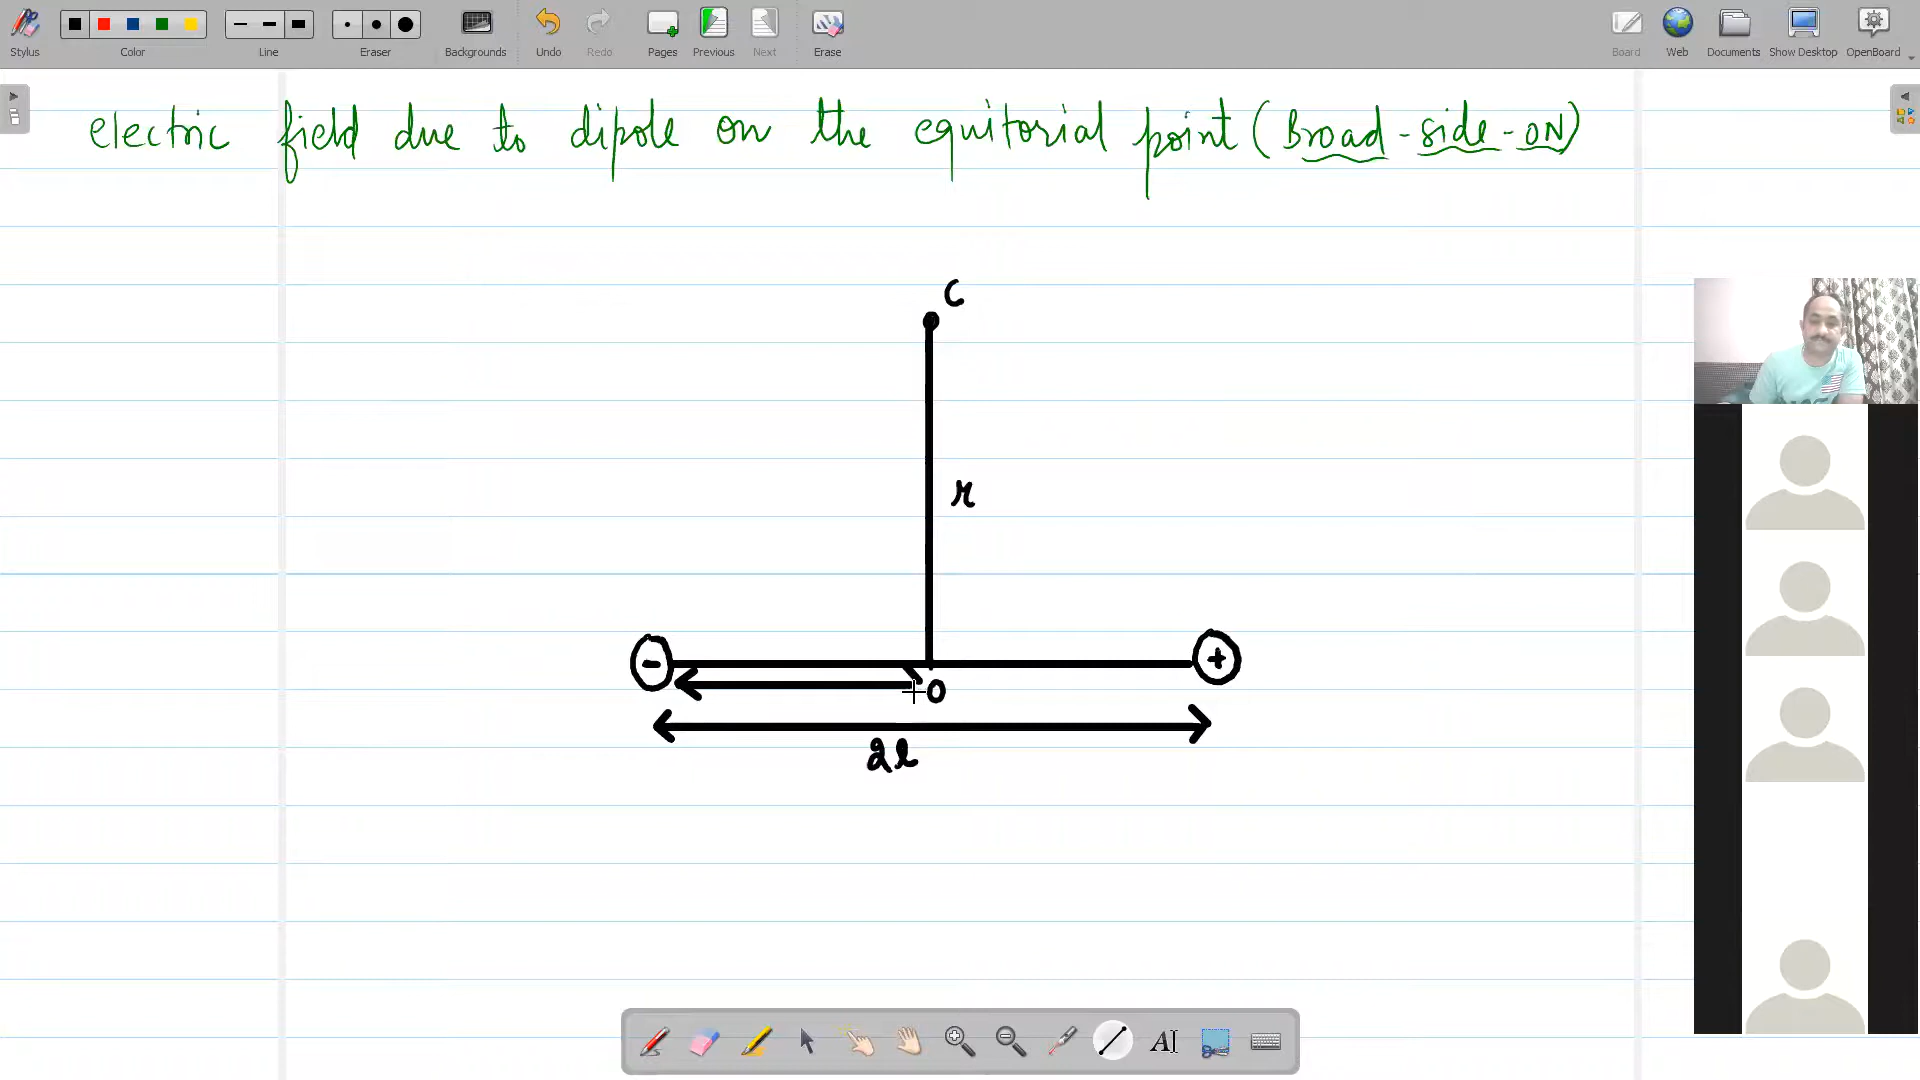 Stylus Color Line Eraser Backgrounds Undo Redo Pages Previous Next Erase Board Web Documents Show Desktop OpenBoard
electric field due to dipole on the equitorial point (Broad-side-ON)
C
r
- +
O
2l
AI